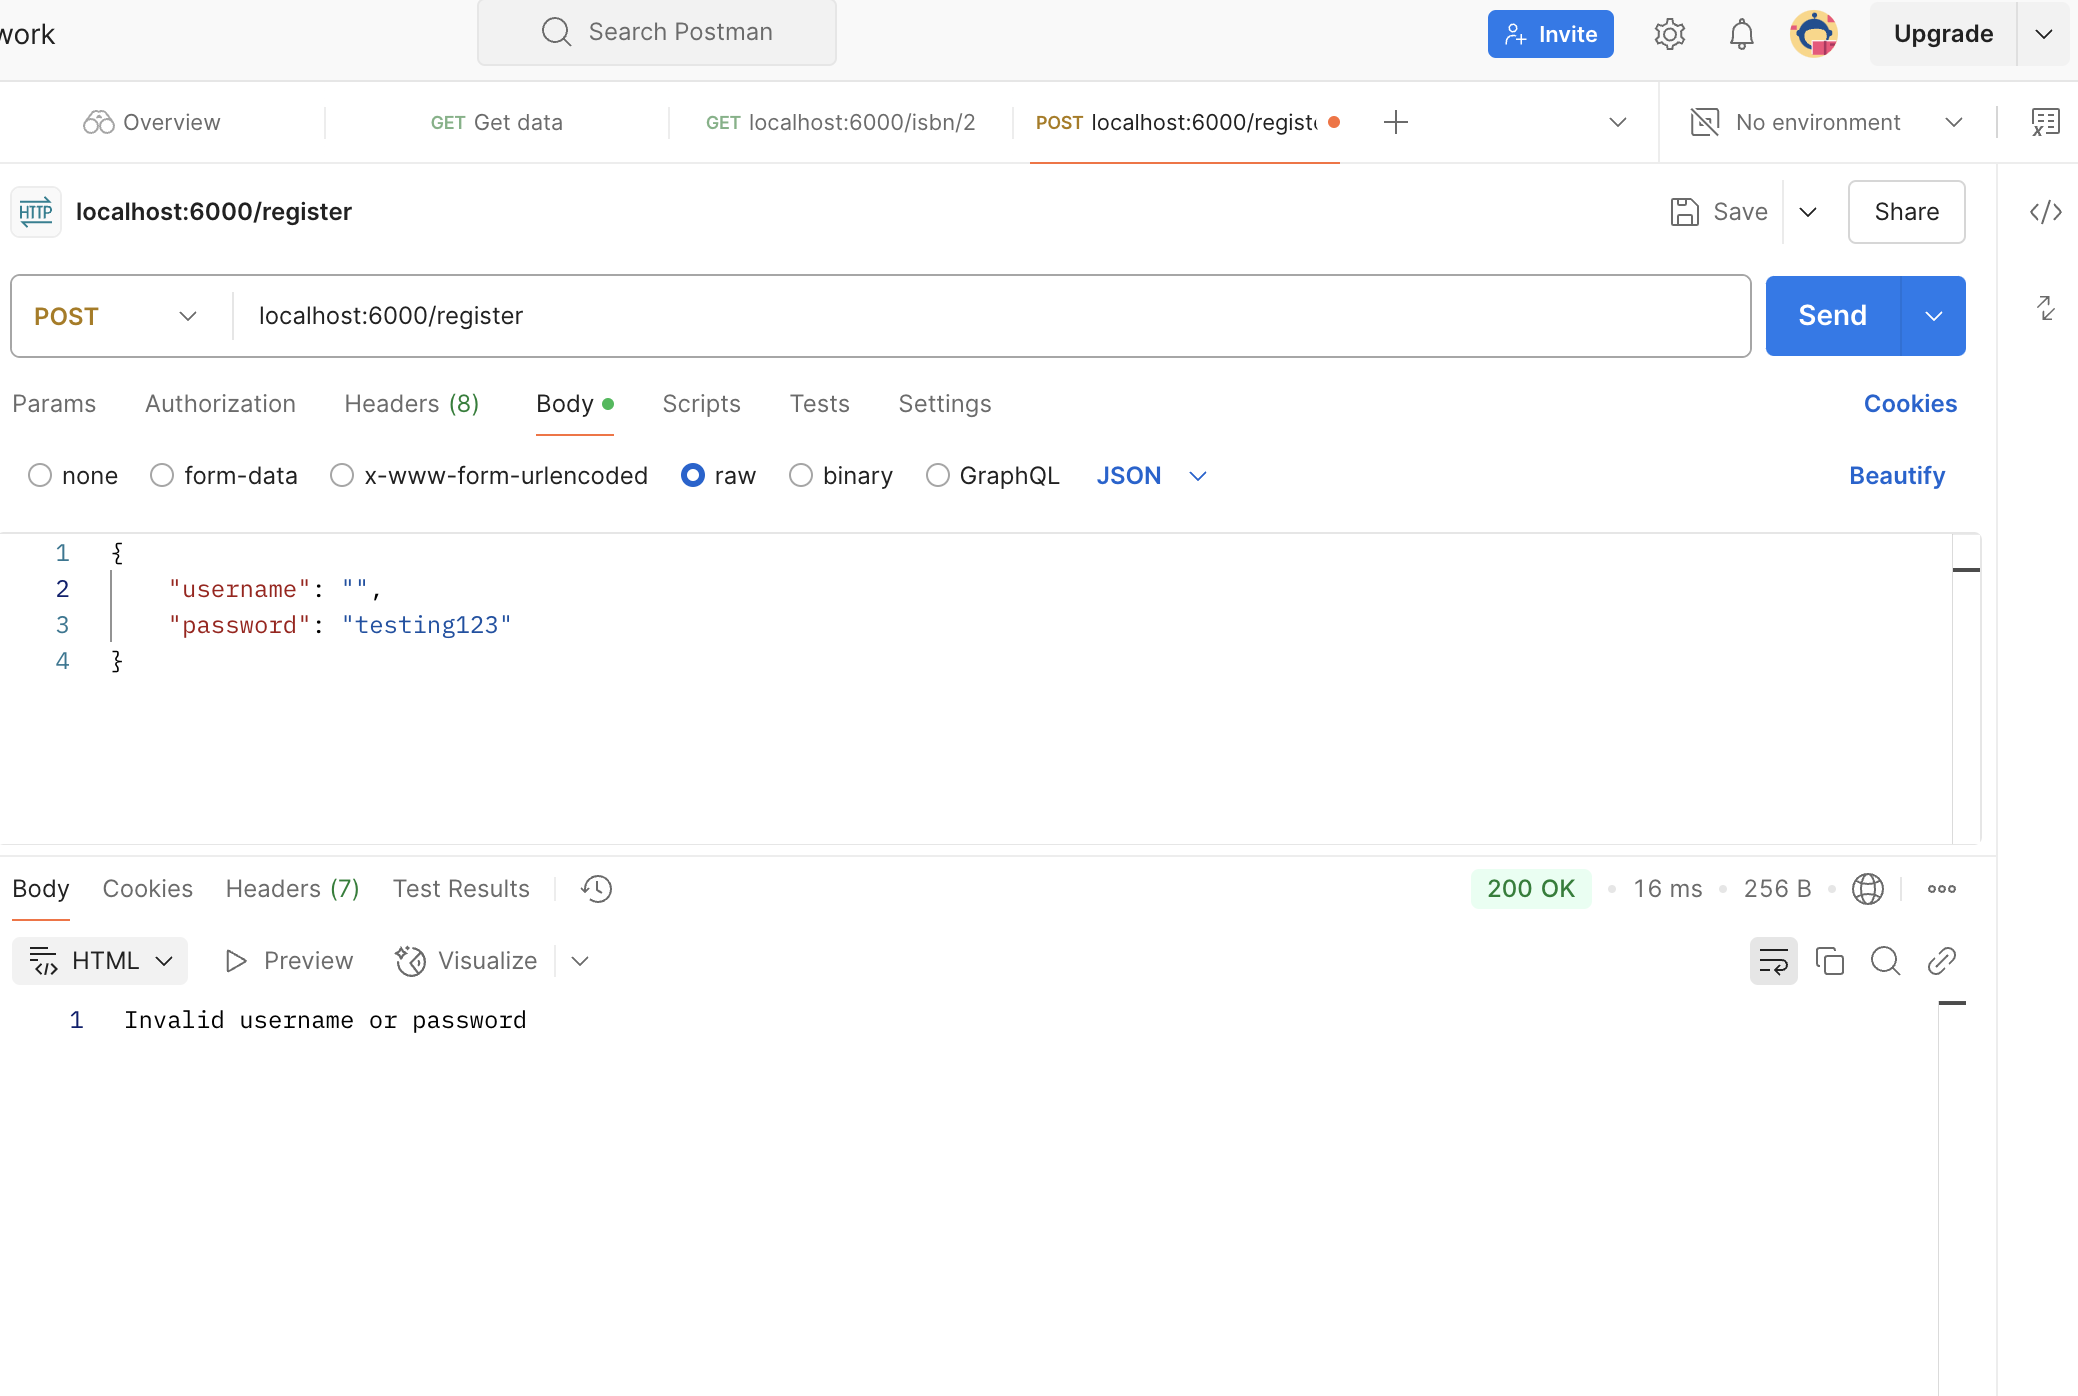 work
Search Postman
Invite
Upgrade
Overview
GET Get data
GET localhost:6000/isbn/2
POST localhost:6000/regist
No environment
HTTP localhost:6000/register
Save
Share
POST
localhost:6000/register
Send
Params
Authorization
Headers (8)
Body
Scripts
Tests
Settings
Cookies
none
form-data
x-www-form-urlencoded
raw
binary
GraphQL
JSON
Beautify
1 {
2 "username": "",
3 "password": "testing123"
4 }
Body
Cookies
Headers (7)
Test Results
200 OK
16 ms
256 B
HTML
Preview
Visualize
1 Invalid username or password